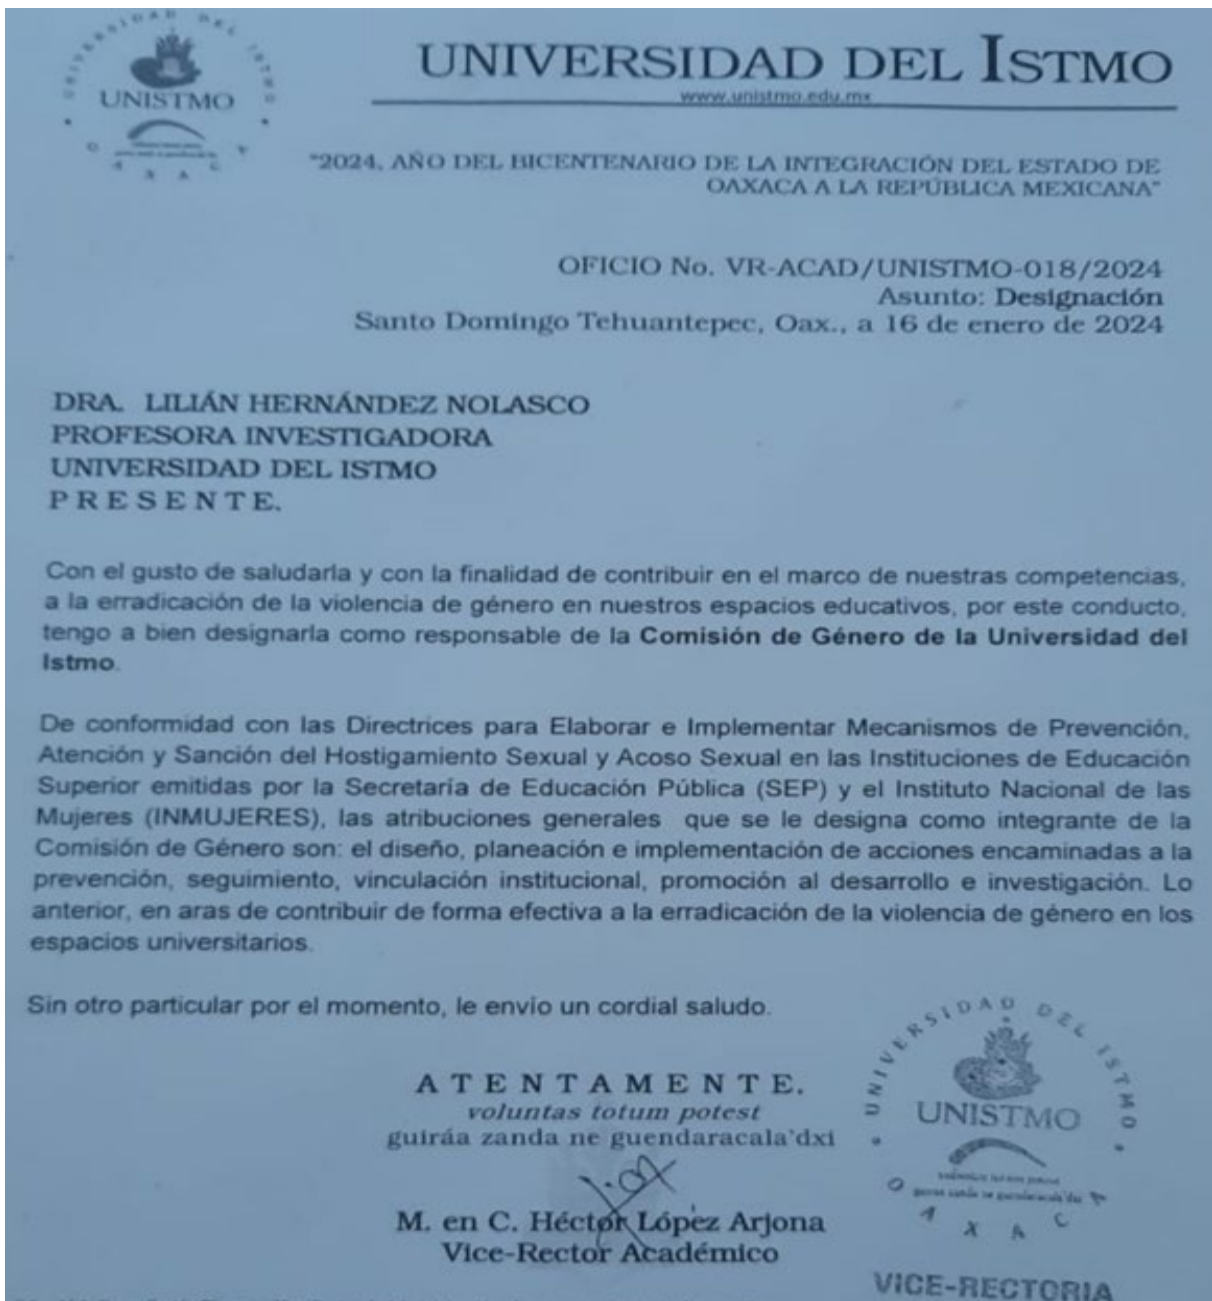 UNIVERSIDAD DEL ISTMO
UNISTMO
OAXACA
UNIVERSIDAD DEL ISTMO
www.unistmo.edu.mx
"2024, AÑO DEL BICENTENARIO DE LA INTEGRACIÓN DEL ESTADO DE
OAXACA A LA REPÚBLICA MEXICANA"
OFICIO No. VR-ACAD/UNISTMO-018/2024
Asunto: Designación
Santo Domingo Tehuantepec, Oax., a 16 de enero de 2024
DRA. LILIÁN HERNÁNDEZ NOLASCO
PROFESORA INVESTIGADORA
UNIVERSIDAD DEL ISTMO
P R E S E N T E.
Con el gusto de saludarla y con la finalidad de contribuir en el marco de nuestras competencias,
a la erradicación de la violencia de género en nuestros espacios educativos, por este conducto,
tengo a bien designarla como responsable de la Comisión de Género de la Universidad del
Istmo.
De conformidad con las Directrices para Elaborar e Implementar Mecanismos de Prevención,
Atención y Sanción del Hostigamiento Sexual y Acoso Sexual en las Instituciones de Educación
Superior emitidas por la Secretaría de Educación Pública (SEP) y el Instituto Nacional de las
Mujeres (INMUJERES), las atribuciones generales que se le designa como integrante de la
Comisión de Género son: el diseño, planeación e implementación de acciones encaminadas a la
prevención, seguimiento, vinculación institucional, promoción al desarrollo e investigación. Lo
anterior, en aras de contribuir de forma efectiva a la erradicación de la violencia de género en los
espacios universitarios.
Sin otro particular por el momento, le envío un cordial saludo.
A T E N T A M E N T E.
voluntas totum potest
guiráa zanda ne guendaracala'dxi
M. en C. Héctor López Arjona
Vice-Rector Académico
UNIVERSIDAD DEL ISTMO
UNISTMO
OAXACA
VICE-RECTORIA